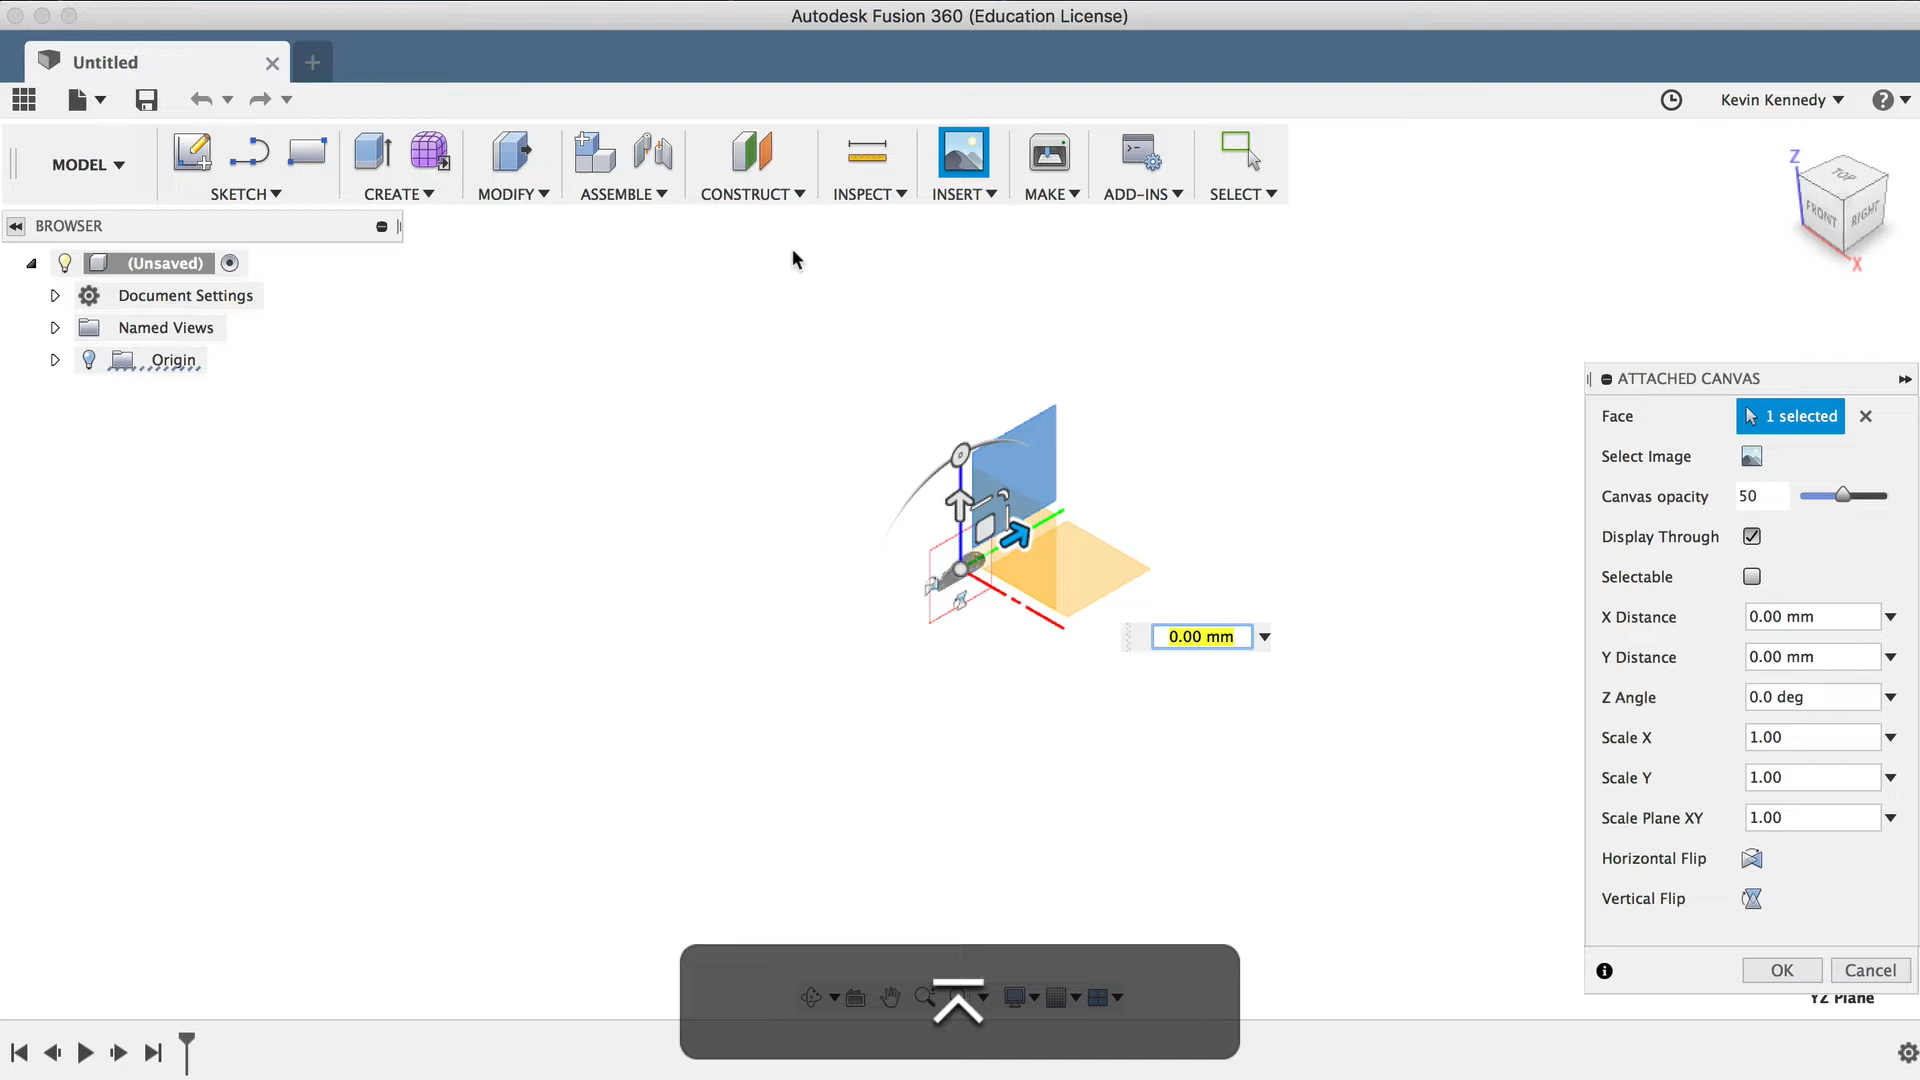 Autodesk Fusion 360 (Education License)
Untitled
Kevin Kennedy
MODEL
SKETCH
CREATE
MODIFY
ASSEMBLE
CONSTRUCT
INSPECT
INSERT
MAKE
ADD-INS
SELECT
Z
TOP
FRONT
RIGHT
X
BROWSER
(Unsaved)
Document Settings
Named Views
Origin
ATTACHED CANVAS
Face 1 selected
Select Image
Canvas opacity 50
Display Through
Selectable
X Distance 0.00 mm
Y Distance 0.00 mm
Z Angle 0.0 deg
Scale X 1.00
Scale Y 1.00
Scale Plane XY 1.00
Horizontal Flip
Vertical Flip
OK Cancel
0.00 mm
YZ Plane